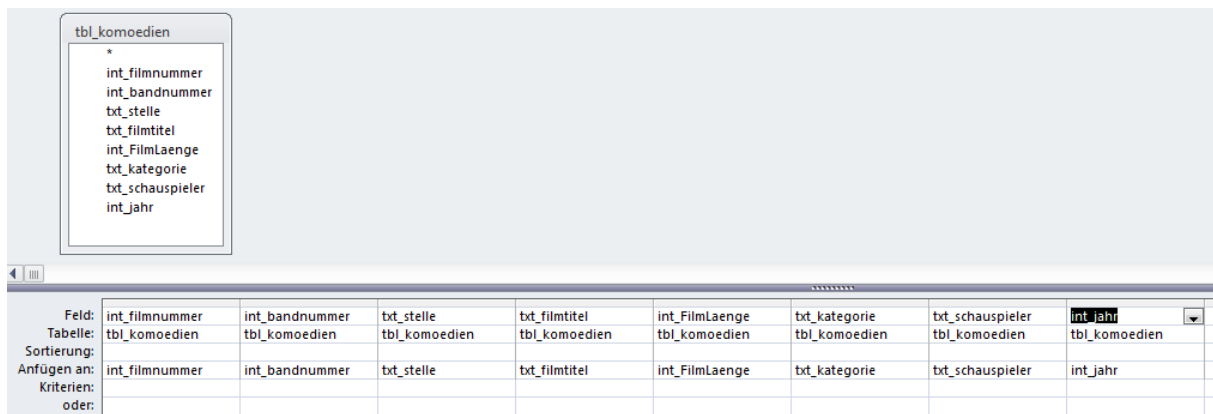 tbl_komoedien
*
int_filmnummer
int_bandnummer
txt_stelle
txt_filmtitel
int_FilmLaenge
txt_kategorie
txt_schauspieler
int_jahr
Feld: int_filmnummer int_bandnummer txt_stelle txt_filmtitel int_FilmLaenge txt_kategorie txt_schauspieler int_jahr
Tabelle: tbl_komoedien tbl_komoedien tbl_komoedien tbl_komoedien tbl_komoedien tbl_komoedien tbl_komoedien tbl_komoedien
Sortierung:
Anfügen an: int_filmnummer int_bandnummer txt_stelle txt_filmtitel int_FilmLaenge txt_kategorie txt_schauspieler int_jahr
Kriterien:
oder: